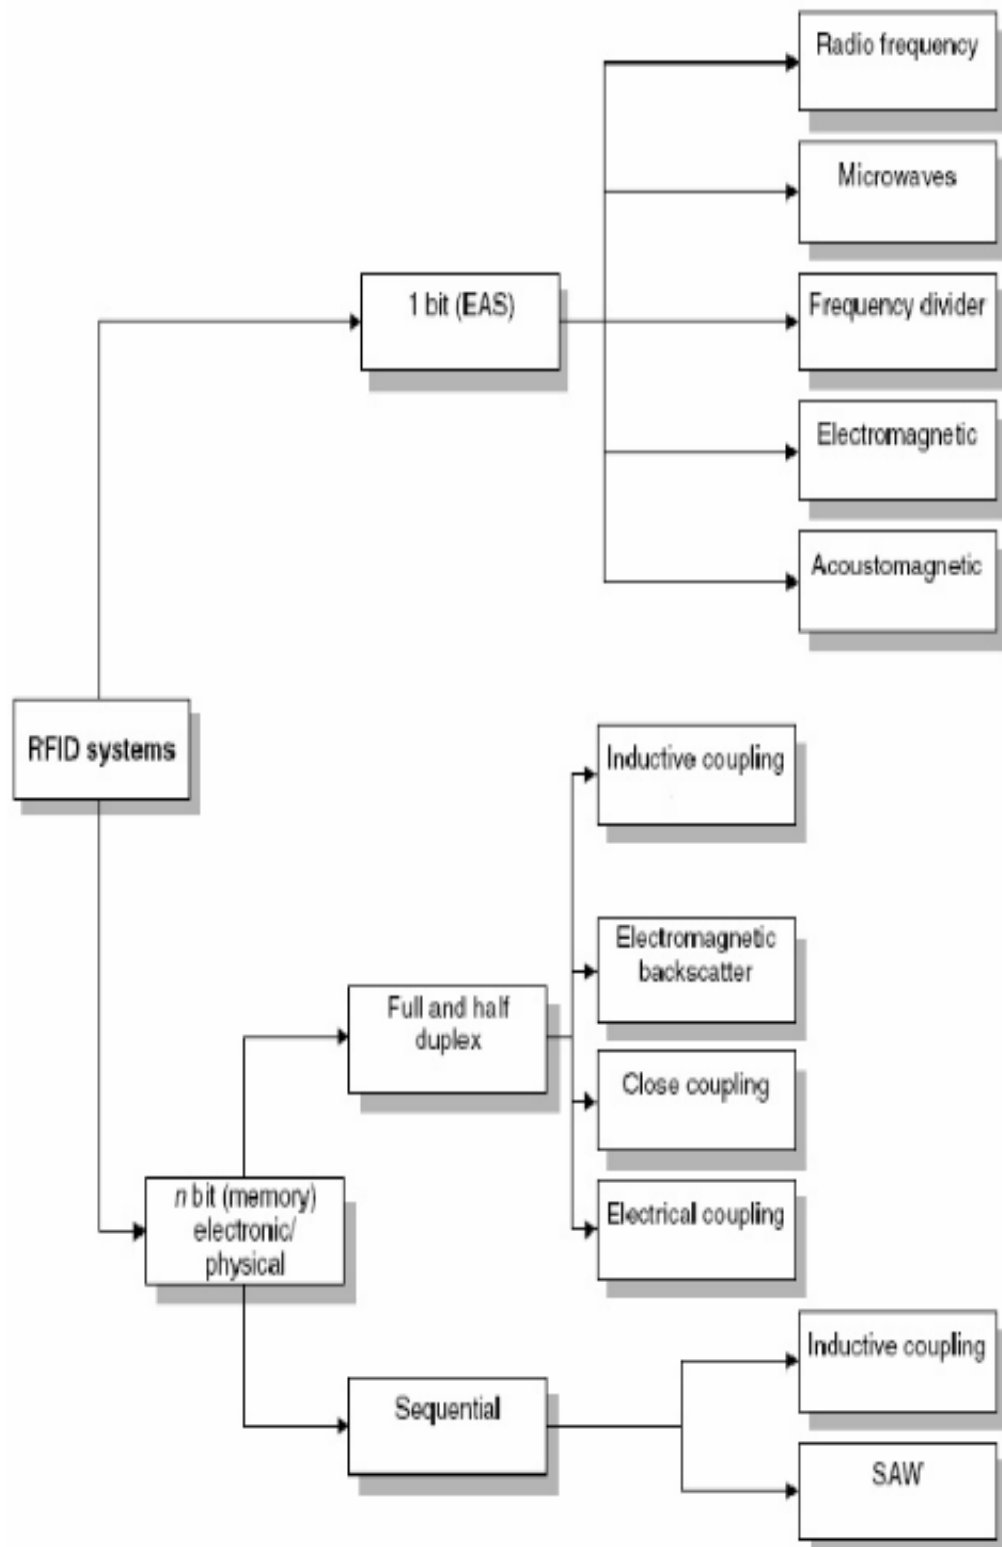 Radio frequency
Microwaves
1 bit (EAS)
Frequency divider
Electromagnetic
Acoustomagnetic
RFID systems
Inductive coupling
Electromagnetic
backscatter
Full and half
duplex
Close coupling
n bit (memory)
electronic/
physical
Electrical coupling
Inductive coupling
Sequential
SAW